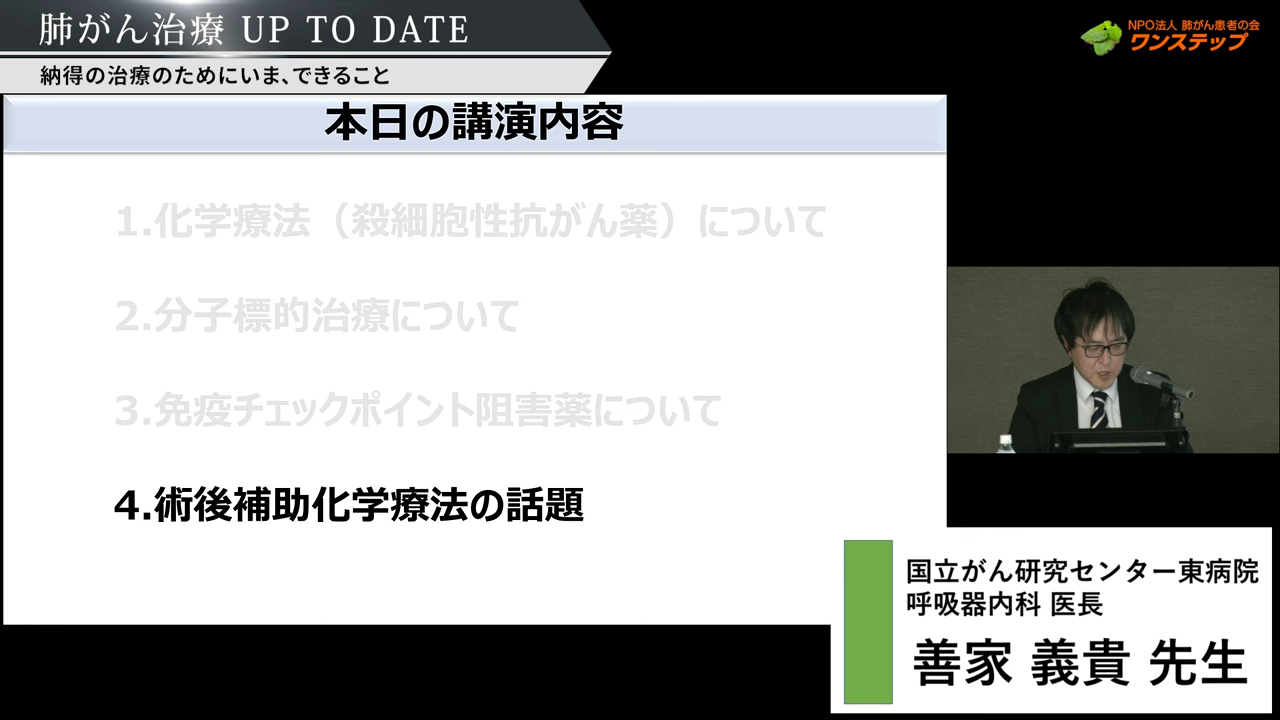 肺がん治療 UP TO DATE
納得の治療のためにいま、できること
NPO法人 肺がん患者の会
ワンステップ
本日の講演内容
1.化学療法（殺細胞性抗がん薬）について
2.分子標的治療について
3.免疫チェックポイント阻害薬について
4.術後補助化学療法の話題
国立がん研究センター東病院
呼吸器内科 医長
善家 義貴 先生